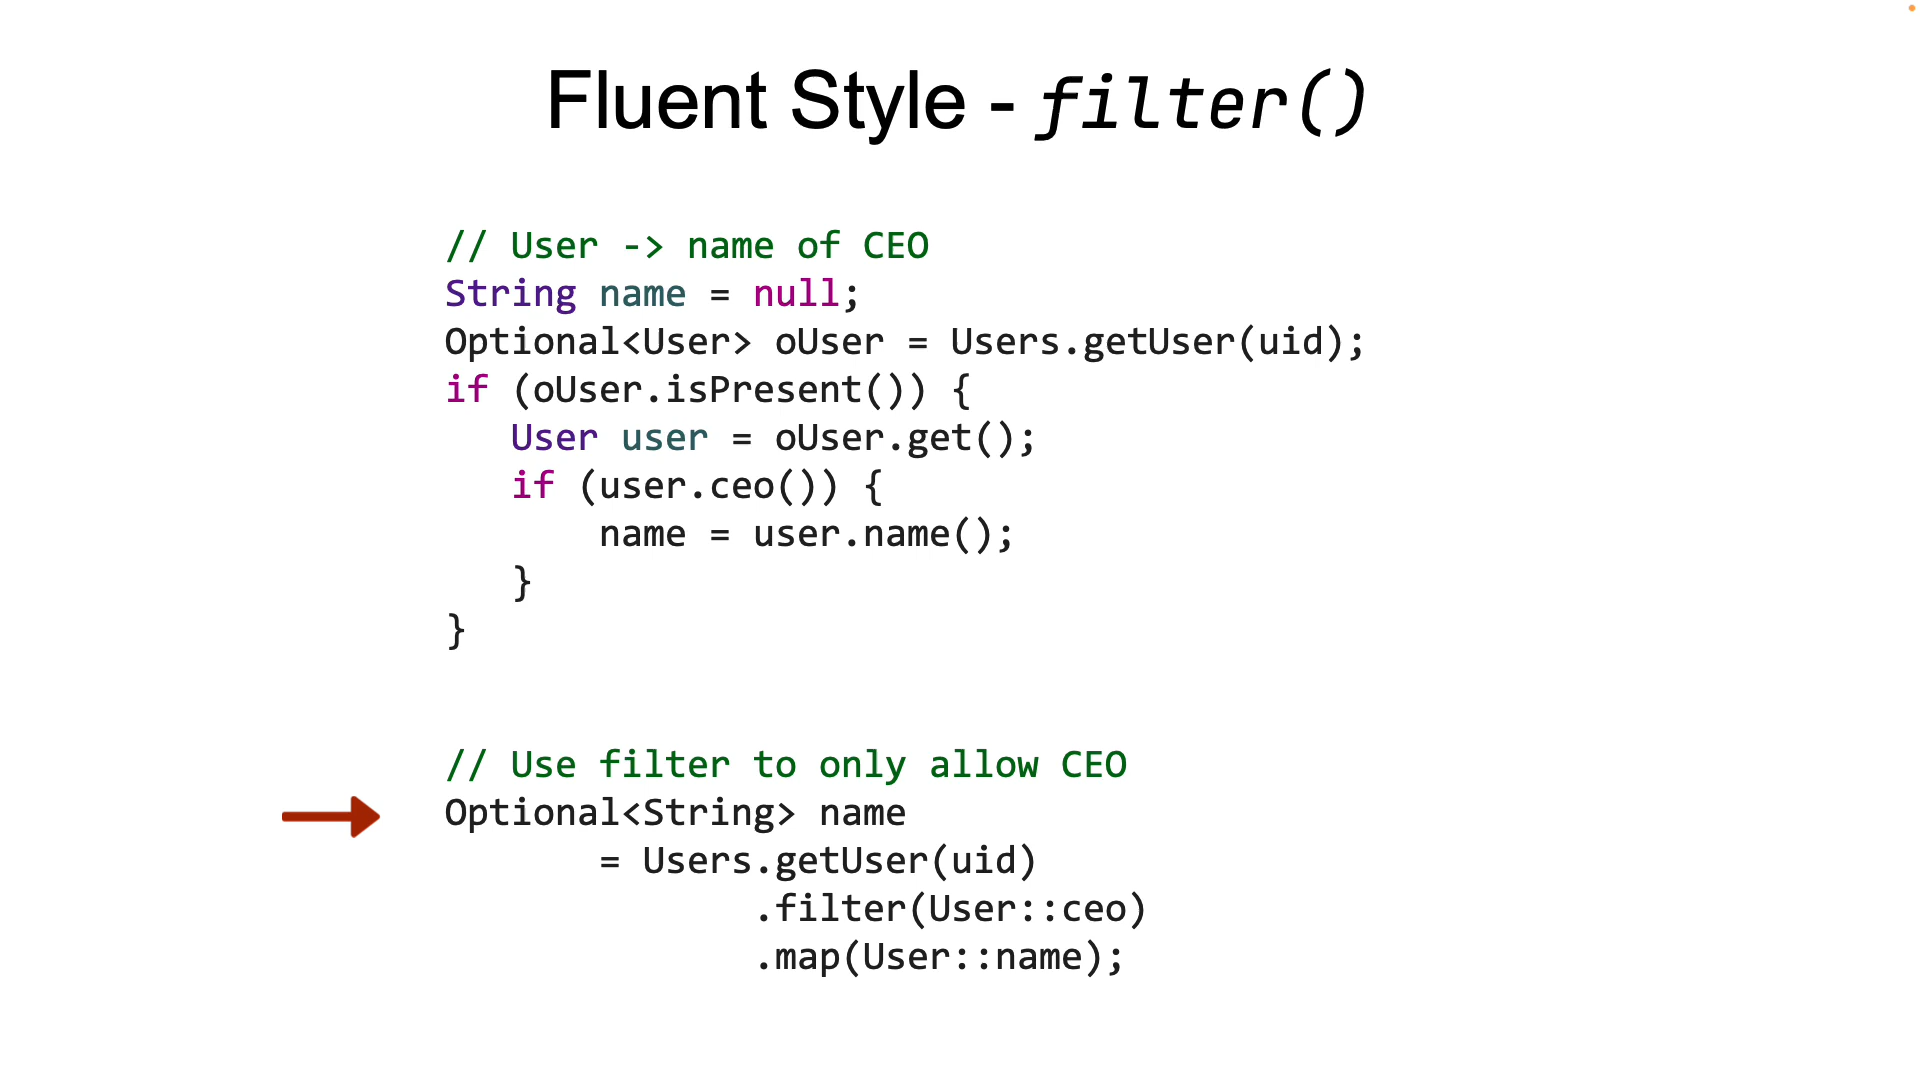 Fluent Style - filter()
// User -> name of CEO
String name = null;
Optional<User> oUser = Users.getUser(uid);
if (oUser.isPresent()) {
   User user = oUser.get();
   if (user.ceo()) {
       name = user.name();
   }
}
// Use filter to only allow CEO
Optional<String> name
       = Users.getUser(uid)
              .filter(User::ceo)
              .map(User::name);